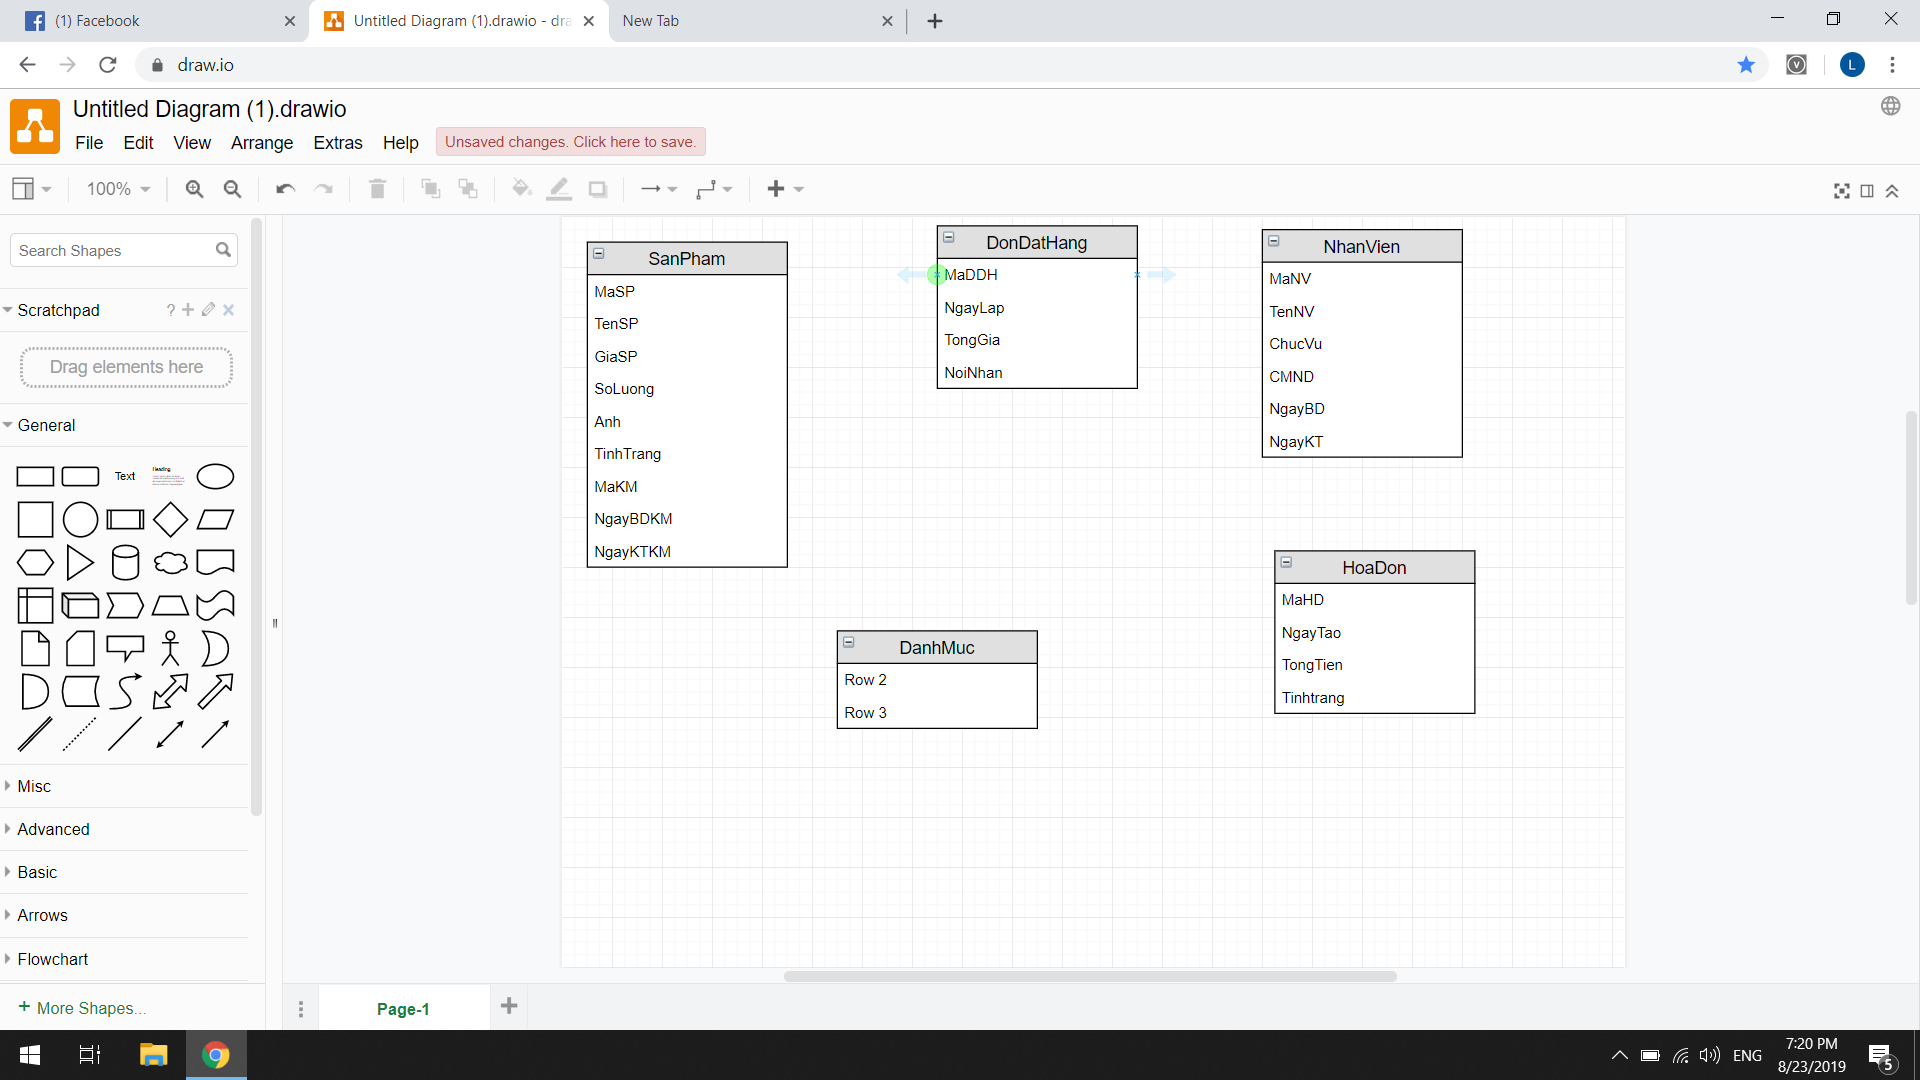 (1) Facebook
Untitled Diagram (1).drawio - dra
New Tab
draw.io
L
Untitled Diagram (1).drawio
File Edit View Arrange Extras Help
Unsaved changes. Click here to save.
100%
Search Shapes
Scratchpad
?
Drag elements here
General
Text
Heading
Misc
Advanced
Basic
Arrows
Flowchart
+ More Shapes...
SanPham
MaSP
TenSP
GiaSP
SoLuong
Anh
TinhTrang
MaKM
NgayBDKM
NgayKTKM
DonDatHang
MaDDH
NgayLap
TongGia
NoiNhan
NhanVien
MaNV
TenNV
ChucVu
CMND
NgayBD
NgayKT
DanhMuc
Row 2
Row 3
HoaDon
MaHD
NgayTao
TongTien
Tinhtrang
Page-1
ENG
7:20 PM
8/23/2019
5